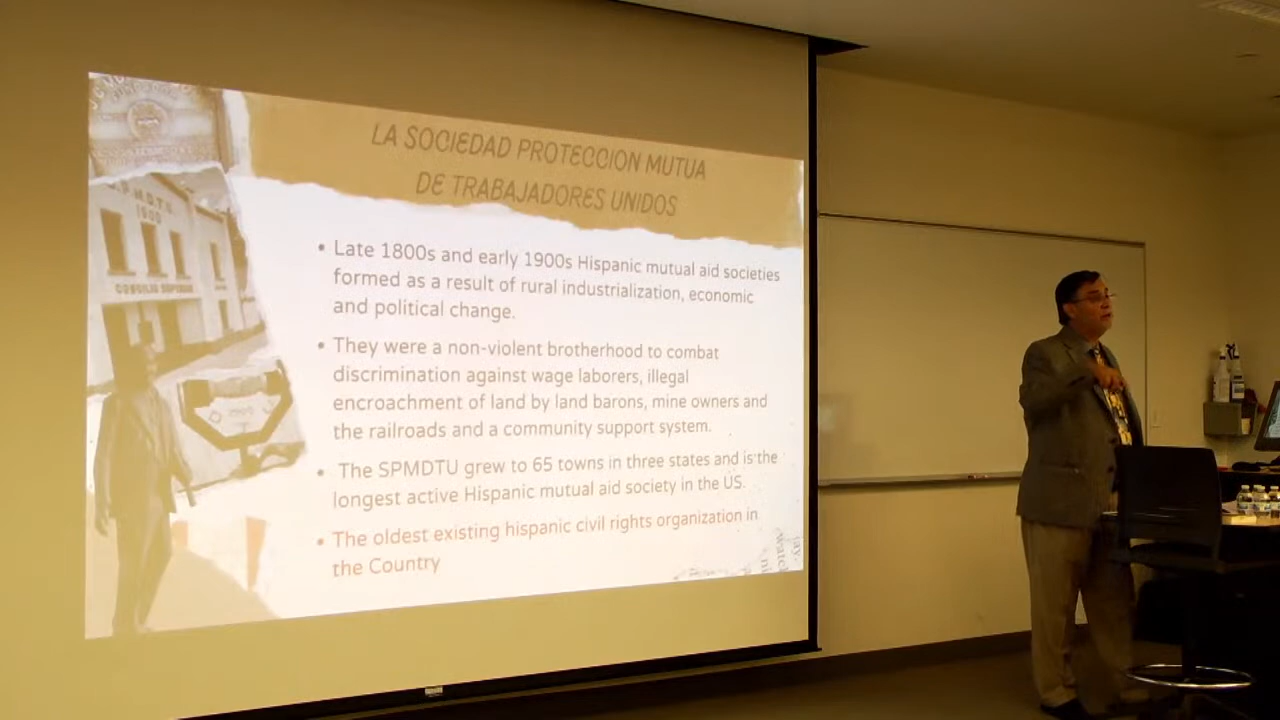 LA SOCIEDAD PROTECCION MUTUA
DE TRABAJADORES UNIDOS
• Late 1800s and early 1900s Hispanic mutual aid societies
formed as a result of rural industrialization, economic
and political change.
• They were a non-violent brotherhood to combat
discrimination against wage laborers, illegal
encroachment of land by land barons, mine owners and
the railroads and a community support system.
• The SPMDTU grew to 65 towns in three states and is the
longest active Hispanic mutual aid society in the US.
• The oldest existing hispanic civil rights organization in
the Country
S.P.M.D.T.U.
1900
CONCILIO SUPERIOR